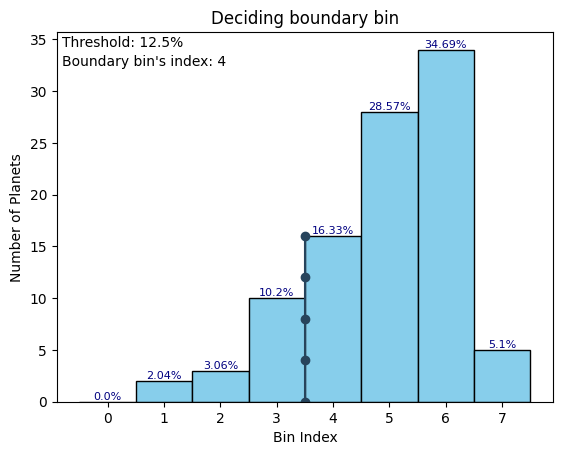 Deciding boundary bin
Threshold: 12.5%
Boundary bin's index: 4
Number of Planets
35
30
25
20
15
10
5
0
0.0%
2.04%
3.06%
10.2%
16.33%
28.57%
34.69%
5.1%
0 1 2 3 4 5 6 7
Bin Index